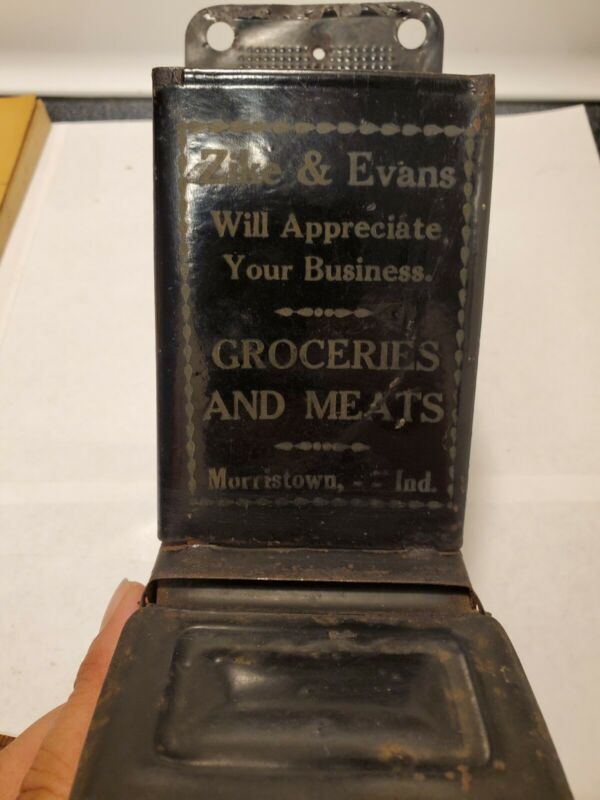 Zike & Evans
Will Appreciate
Your Business.
GROCERIES
AND MEATS
Morristown, - - Ind.